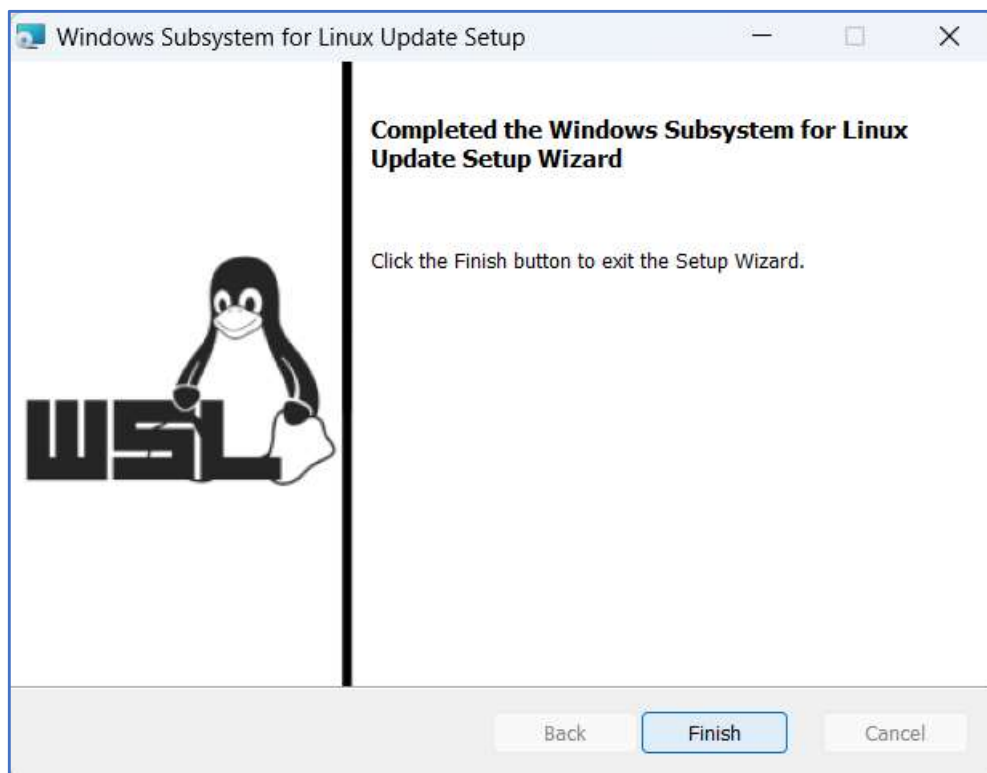 Windows Subsystem for Linux Update Setup
Completed the Windows Subsystem for Linux
Update Setup Wizard
Click the Finish button to exit the Setup Wizard.
WSL
Back
Finish
Cancel